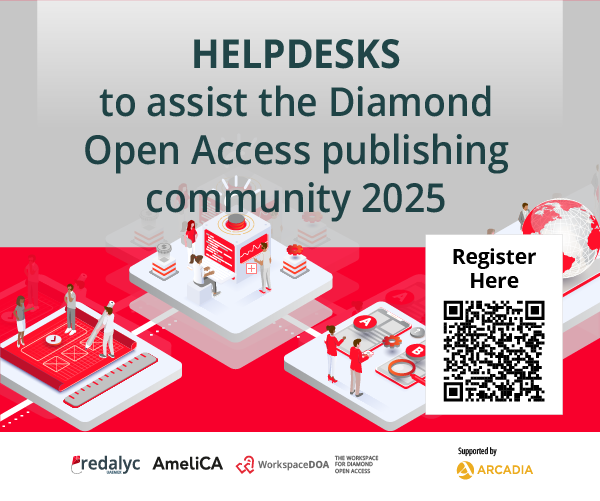 HELPDESKS
to assist the Diamond
Open Access publishing
community 2025
Register
Here
A
B
redalyc
UAEMEX
AmeliCA
WorkspaceDOA
THE WORKSPACE
FOR DIAMOND
OPEN ACCESS
Supported by
ARCADIA